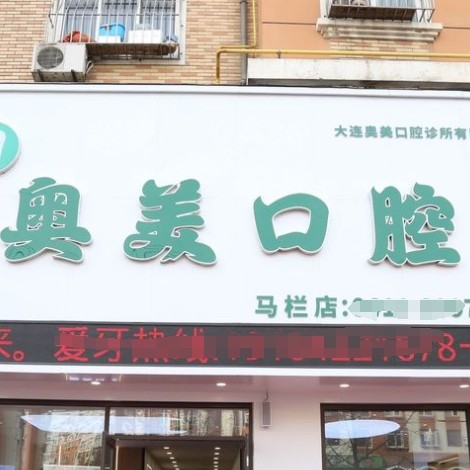 大连奥美口腔诊所有
奥美口腔
马栏店:
来。爱牙热线